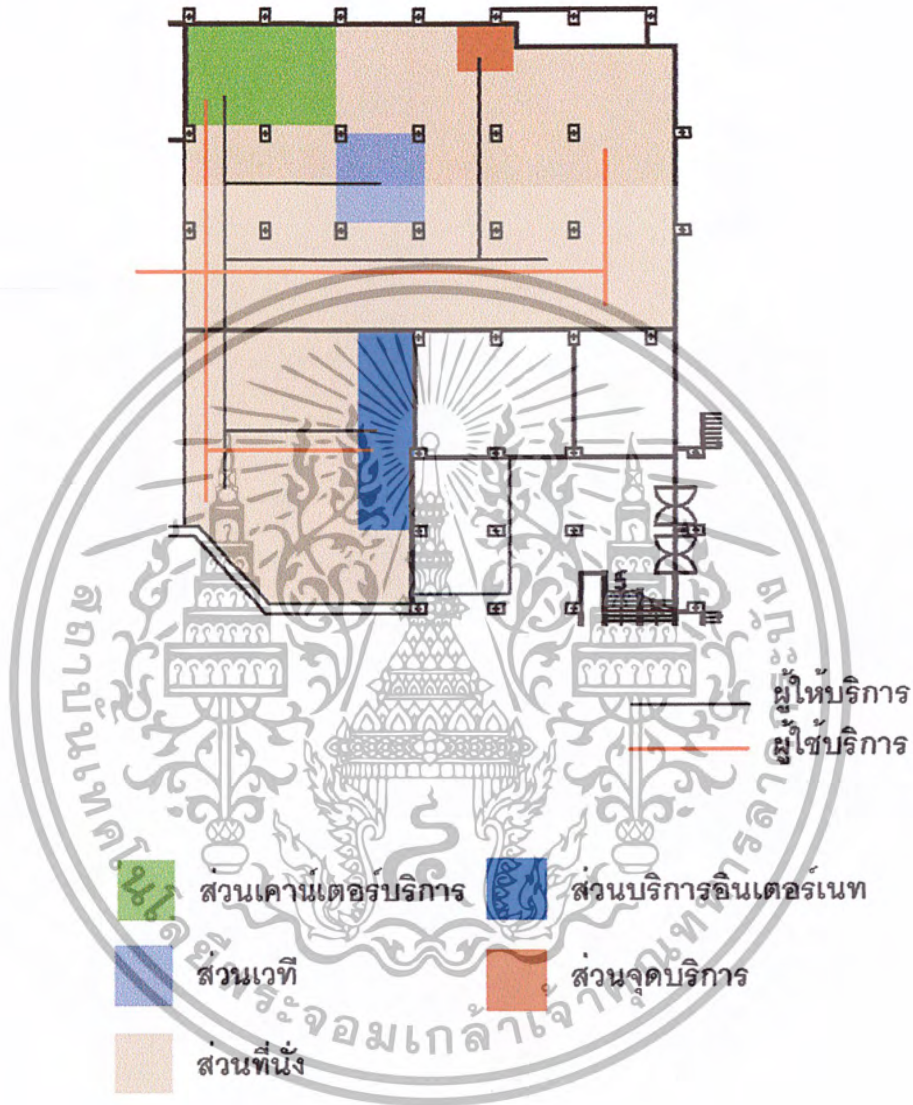 ผู้ให้บริการ
ผู้ใช้บริการ
ส่วนเคาน์เตอร์บริการ
ส่วนบริการอินเตอร์เนท
ส่วนเวที
ส่วนจุดบริการ
ส่วนที่นั่ง